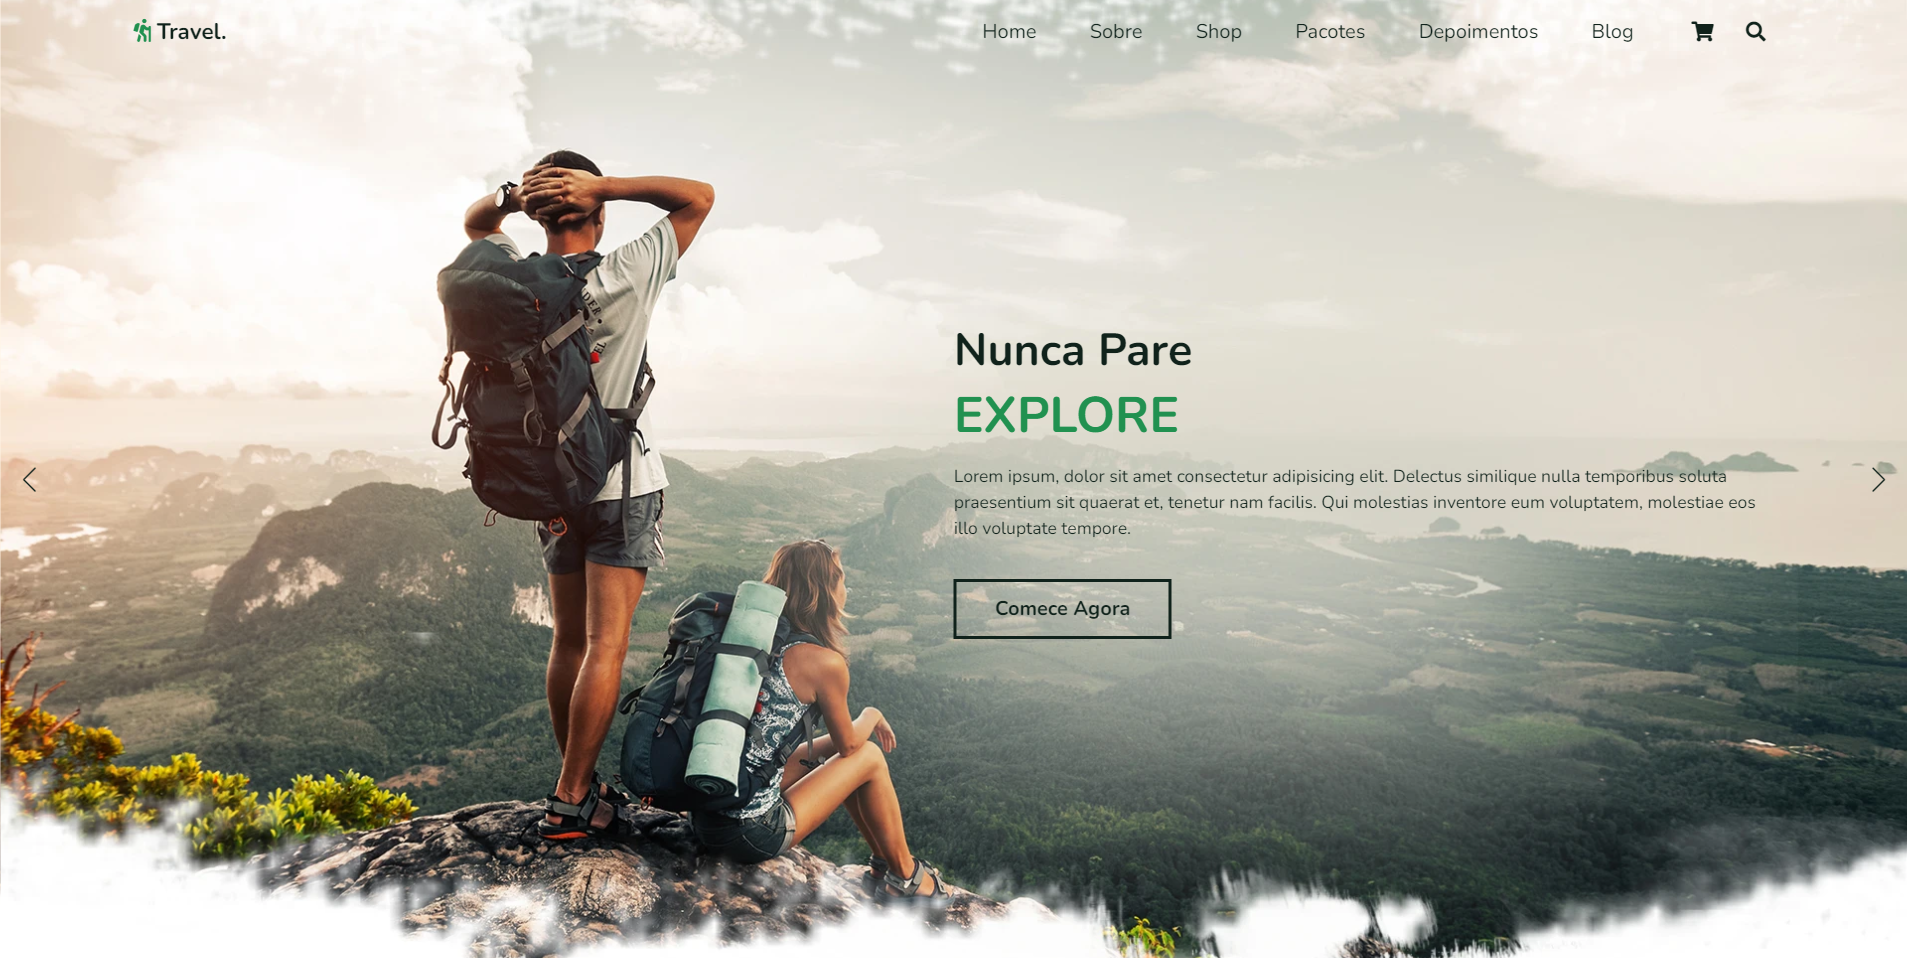 Travel.
Home Sobre Shop Pacotes Depoimentos Blog
Nunca Pare
EXPLORE
Lorem ipsum, dolor sit amet consectetur adipisicing elit. Delectus similique nulla temporibus soluta
praesentium sit quaerat et, tenetur nam facilis. Qui molestias inventore eum voluptatem, molestiae eos
illo voluptate tempore.
Comece Agora